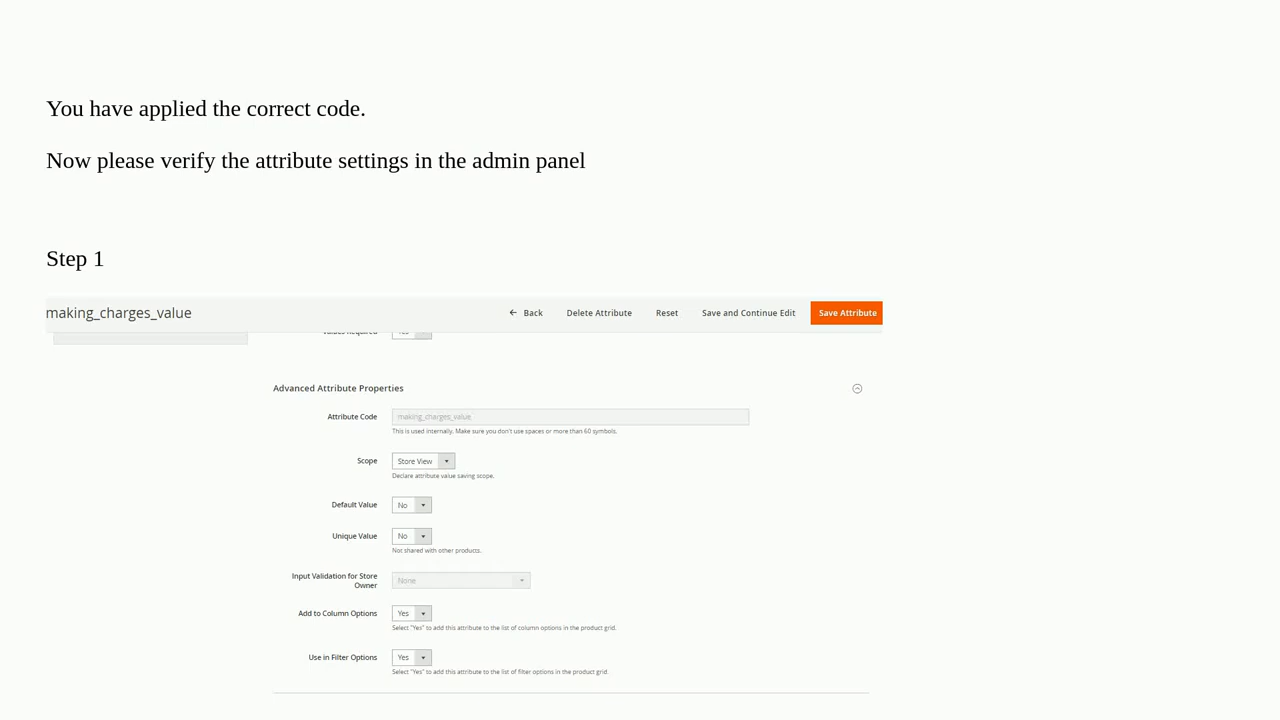 You have applied the correct code.
Now please verify the attribute settings in the admin panel
Step 1
making_charges_value
Back Delete Attribute Reset Save and Continue Edit Save Attribute
Values Required Yes
Advanced Attribute Properties
Attribute Code making_charges_value
This is used internally. Make sure you don't use spaces or more than 60 symbols.
Scope Store View
Declare attribute value saving scope.
Default Value No
Unique Value No
Not shared with other products.
Input Validation for Store
Owner
None
Add to Column Options Yes
Select "Yes" to add this attribute to the list of column options in the product grid.
Use in Filter Options Yes
Select "Yes" to add this attribute to the list of filter options in the product grid.